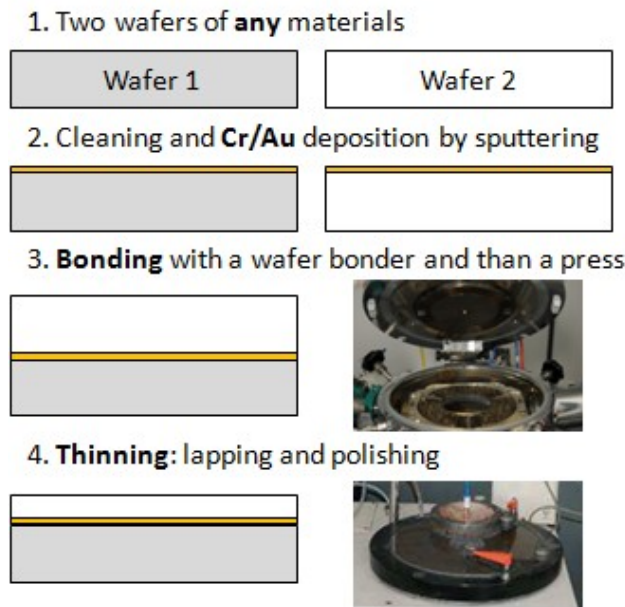 1. Two wafers of any materials
Wafer 1
Wafer 2
2. Cleaning and Cr/Au deposition by sputtering
3. Bonding with a wafer bonder and than a press
4. Thinning: lapping and polishing